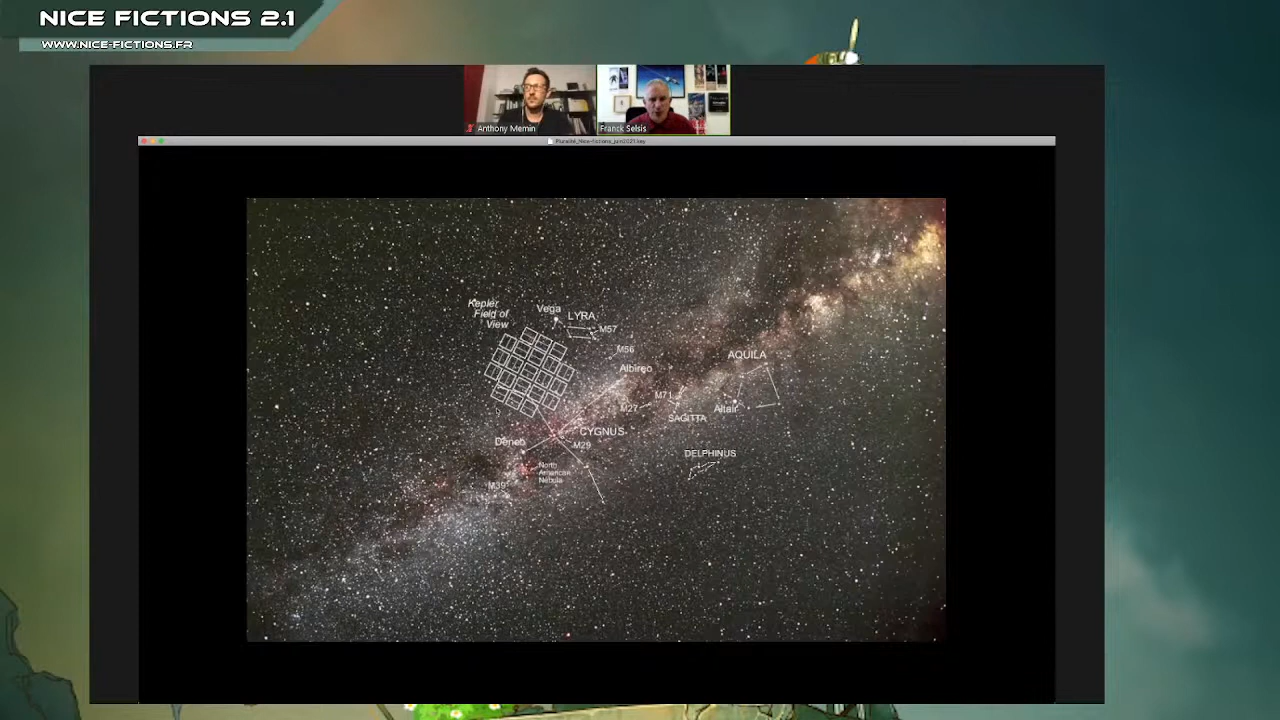 NICE FICTIONS 2.1
WWW.NICE-FICTIONS.FR
Anthony Memin
Franck Selsis
Kepler
Field of
View
Vega
LYRA
M57
M56
Albireo
AQUILA
M71
M27
Altair
SAGITTA
CYGNUS
Deneb
M29
DELPHINUS
North
American
Nebula
M39